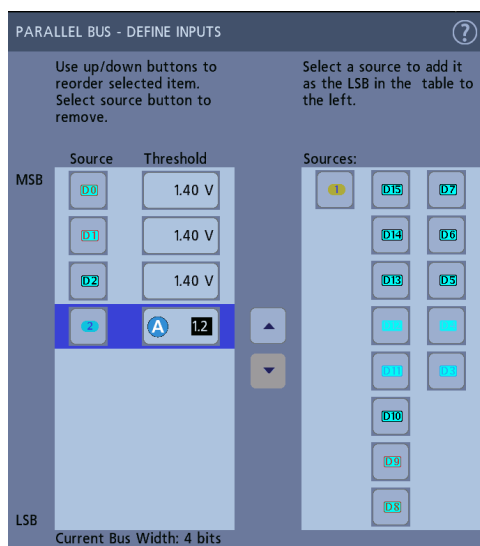 PARALLEL BUS - DEFINE INPUTS ?
Use up/down buttons to
reorder selected item.
Select source button to
remove.
Select a source to add it
as the LSB in the table to
the left.
Source Threshold
Sources:
MSB
D0 1.40 V
D1 1.40 V
D2 1.40 V
2 A 1.2
1 D15 D7
D14 D6
D13 D5
D11 D3
D10
D9
D8
LSB
Current Bus Width: 4 bits